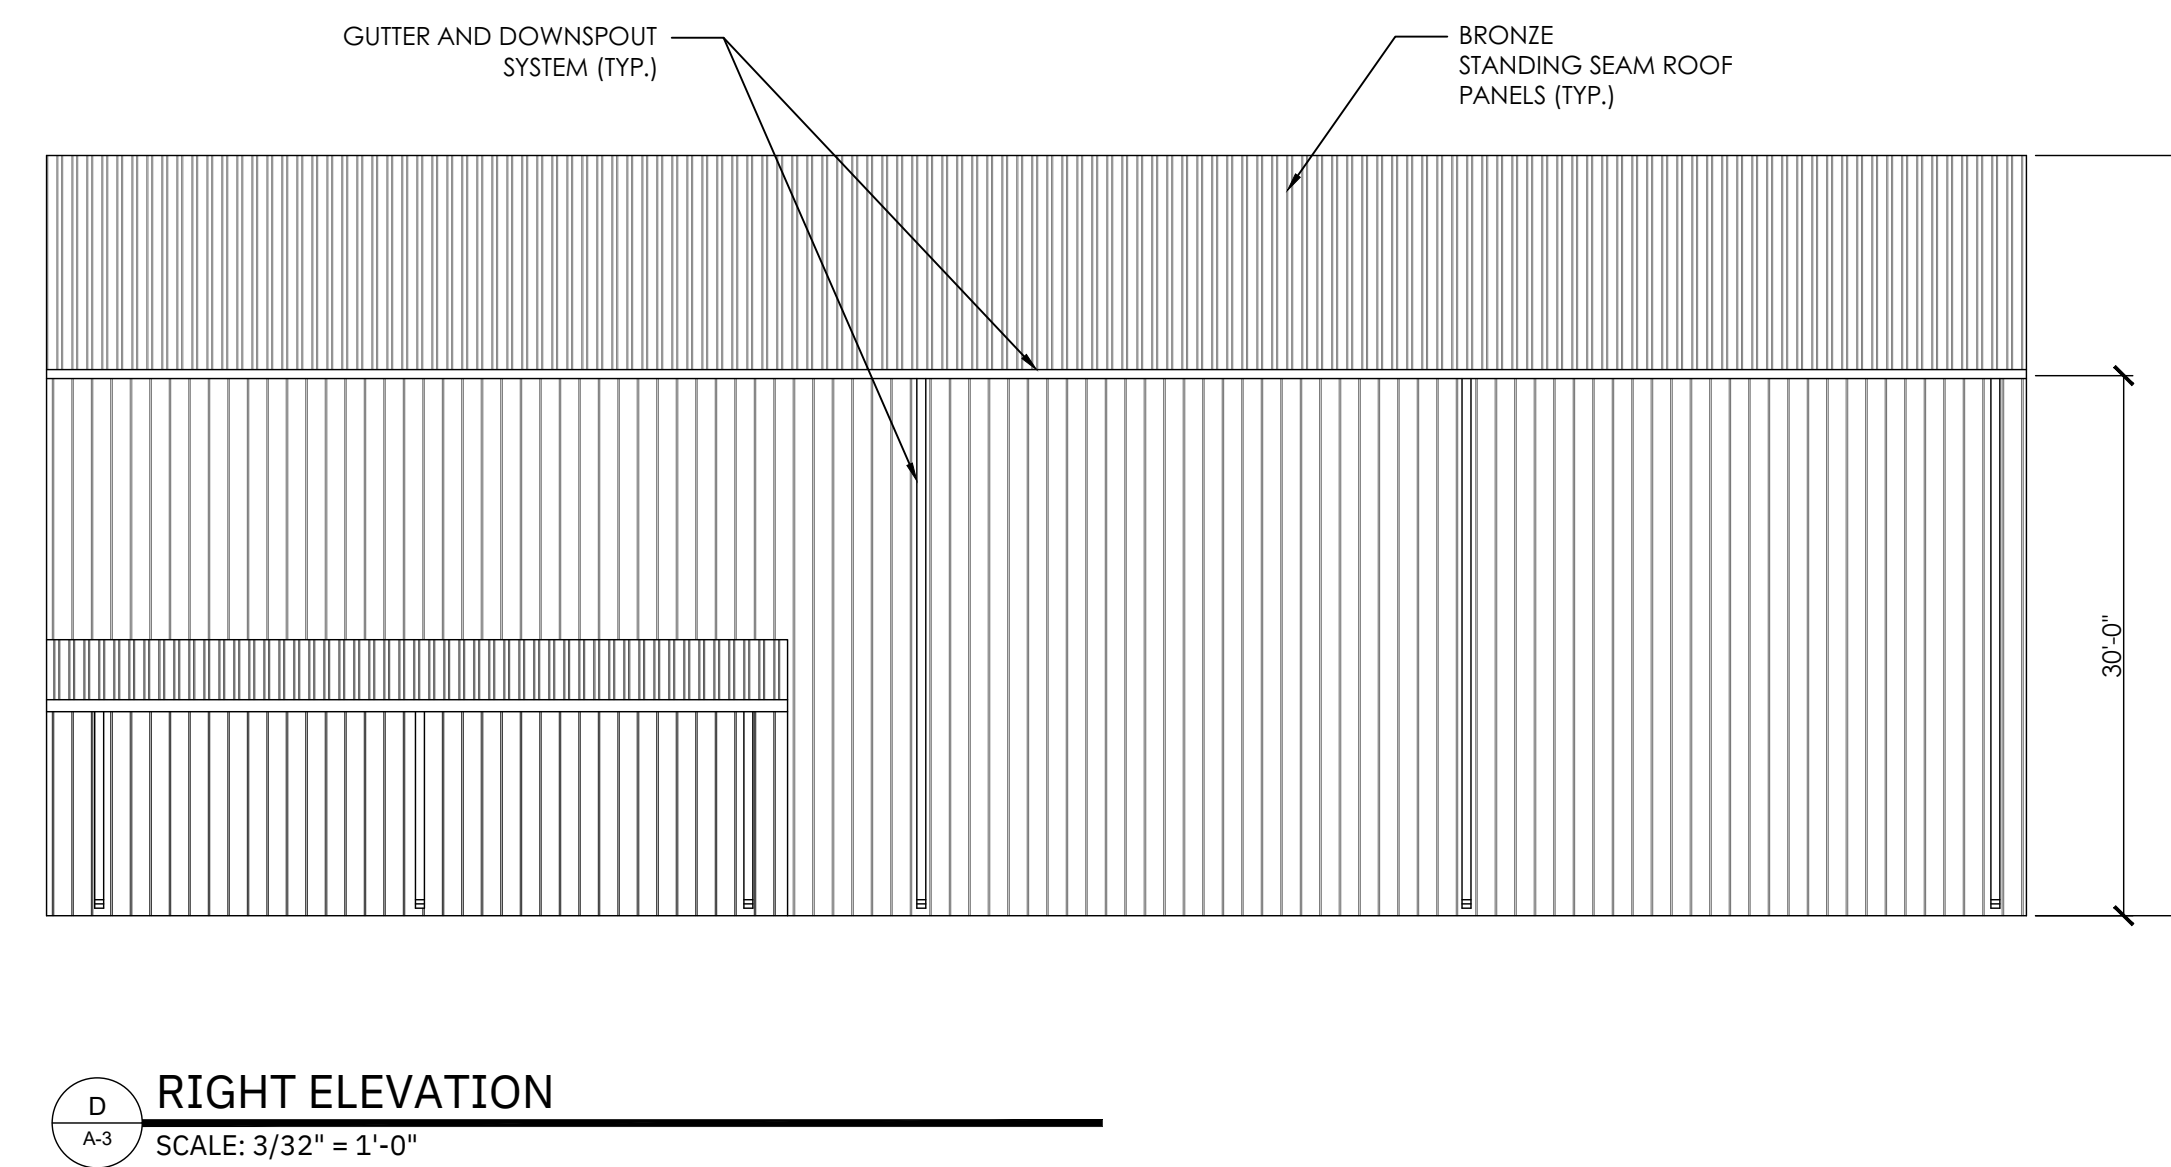 GUTTER AND DOWNSPOUT
SYSTEM (TYP.)
BRONZE
STANDING SEAM ROOF
PANELS (TYP.)
30'-0"
D
A-3
RIGHT ELEVATION
SCALE: 3/32" = 1'-0"